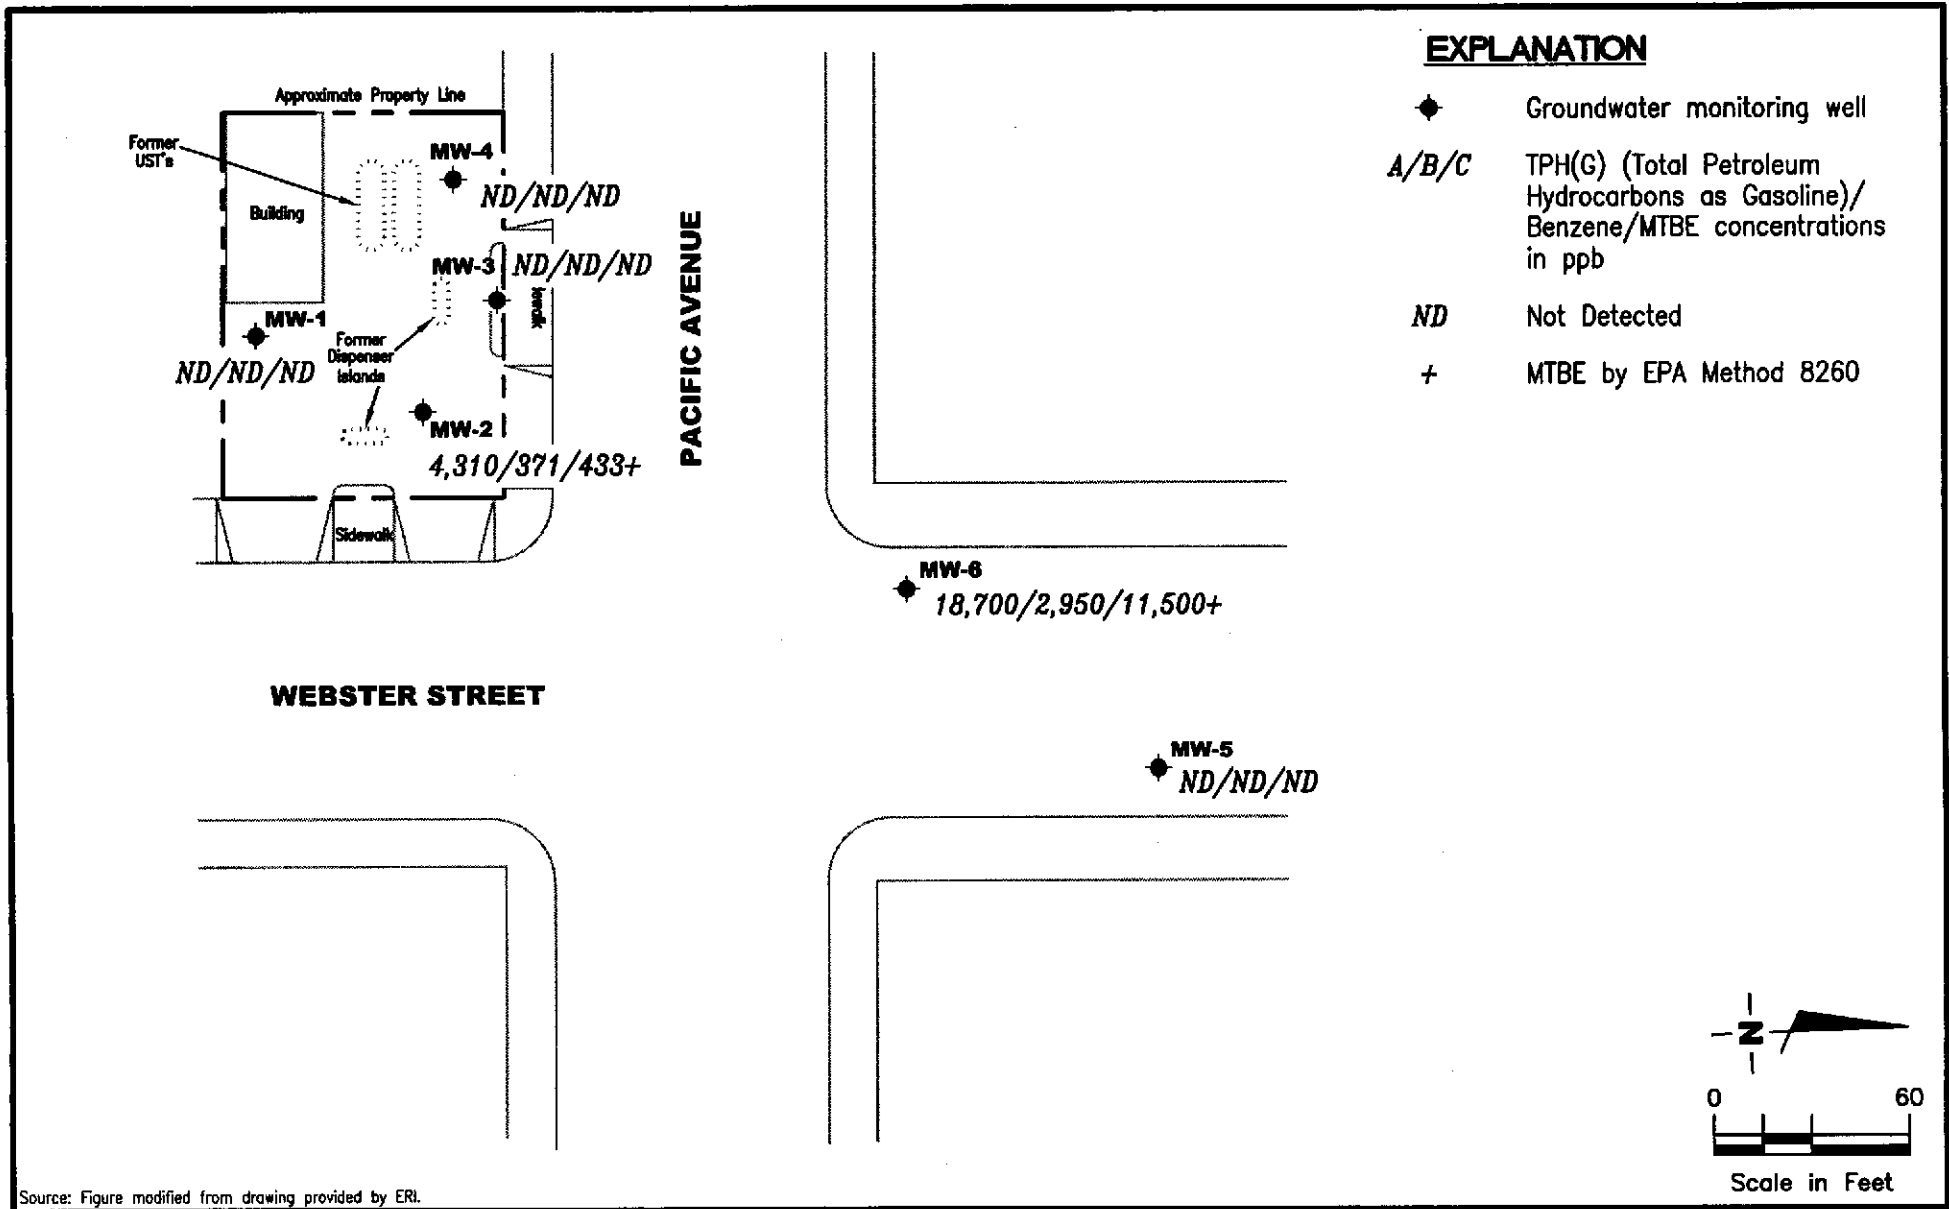 EXPLANATION
Groundwater monitoring well
A/B/C TPH(G) (Total Petroleum
Hydrocarbons as Gasoline)/
Benzene/MTBE concentrations
in ppb
ND Not Detected
+ MTBE by EPA Method 8260
Approximate Property Line
Former
UST's
MW-4
ND/ND/ND
Building
MW-3
ND/ND/ND
ewalk
MW-1
ND/ND/ND
Former
Dispenser
Islands
MW-2
4,310/371/433+
Sidewalk
PACIFIC AVENUE
MW-6
18,700/2,950/11,500+
WEBSTER STREET
MW-5
ND/ND/ND
N
0 60
Scale in Feet
Source: Figure modified from drawing provided by ERI.